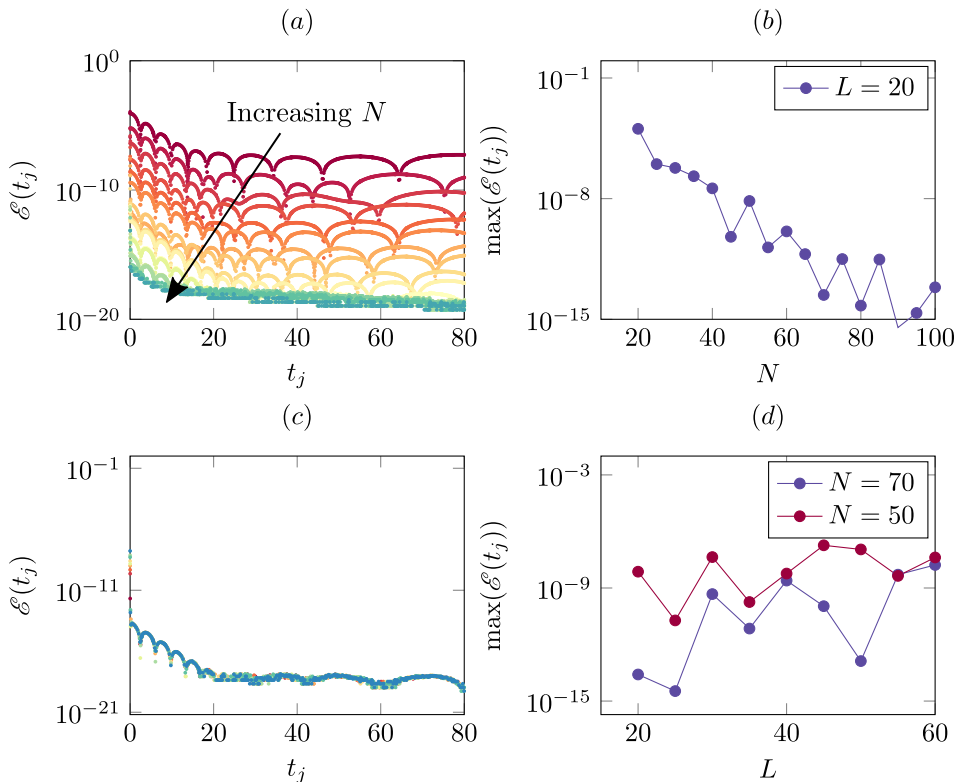 (a)
10^0
10^{-10}
10^{-20}
ℰ(t_j)
Increasing N
0 20 40 60 80
t_j
(b)
10^{-1}
10^{-8}
10^{-15}
max(ℰ(t_j))
L = 20
20 40 60 80 100
N
(c)
10^{-1}
10^{-11}
10^{-21}
ℰ(t_j)
0 20 40 60 80
t_j
(d)
10^{-3}
10^{-9}
10^{-15}
max(ℰ(t_j))
N = 70
N = 50
20 40 60
L